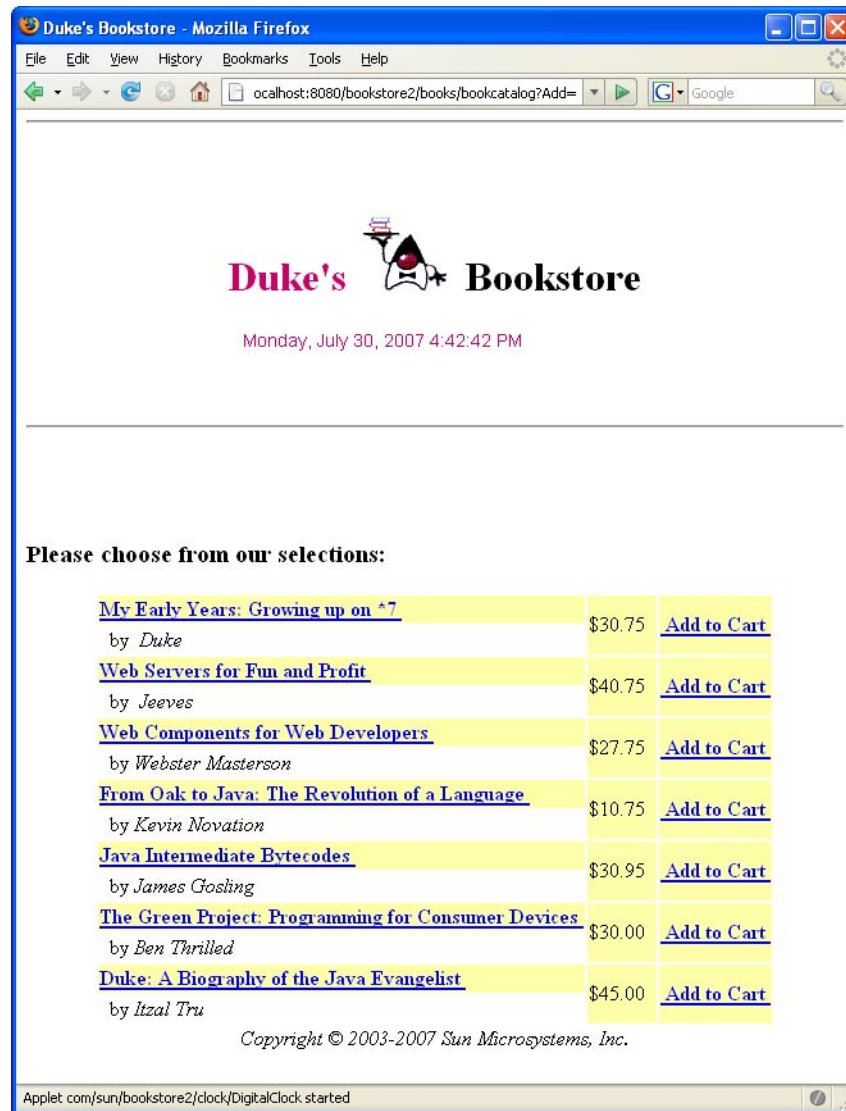 Duke's Bookstore - Mozilla Firefox
File Edit View History Bookmarks Tools Help
ocalhost:8080/bookstore2/books/bookcatalog?Add= G Google
Duke's Bookstore
Monday, July 30, 2007 4:42:42 PM
Please choose from our selections:
My Early Years: Growing up on *7
by Duke
$30.75 Add to Cart
Web Servers for Fun and Profit
by Jeeves
$40.75 Add to Cart
Web Components for Web Developers
by Webster Masterson
$27.75 Add to Cart
From Oak to Java: The Revolution of a Language
by Kevin Novation
$10.75 Add to Cart
Java Intermediate Bytecodes
by James Gosling
$30.95 Add to Cart
The Green Project: Programming for Consumer Devices
by Ben Thrilled
$30.00 Add to Cart
Duke: A Biography of the Java Evangelist
by Itzal Tru
$45.00 Add to Cart
Copyright © 2003-2007 Sun Microsystems, Inc.
Applet com/sun/bookstore2/clock/DigitalClock started